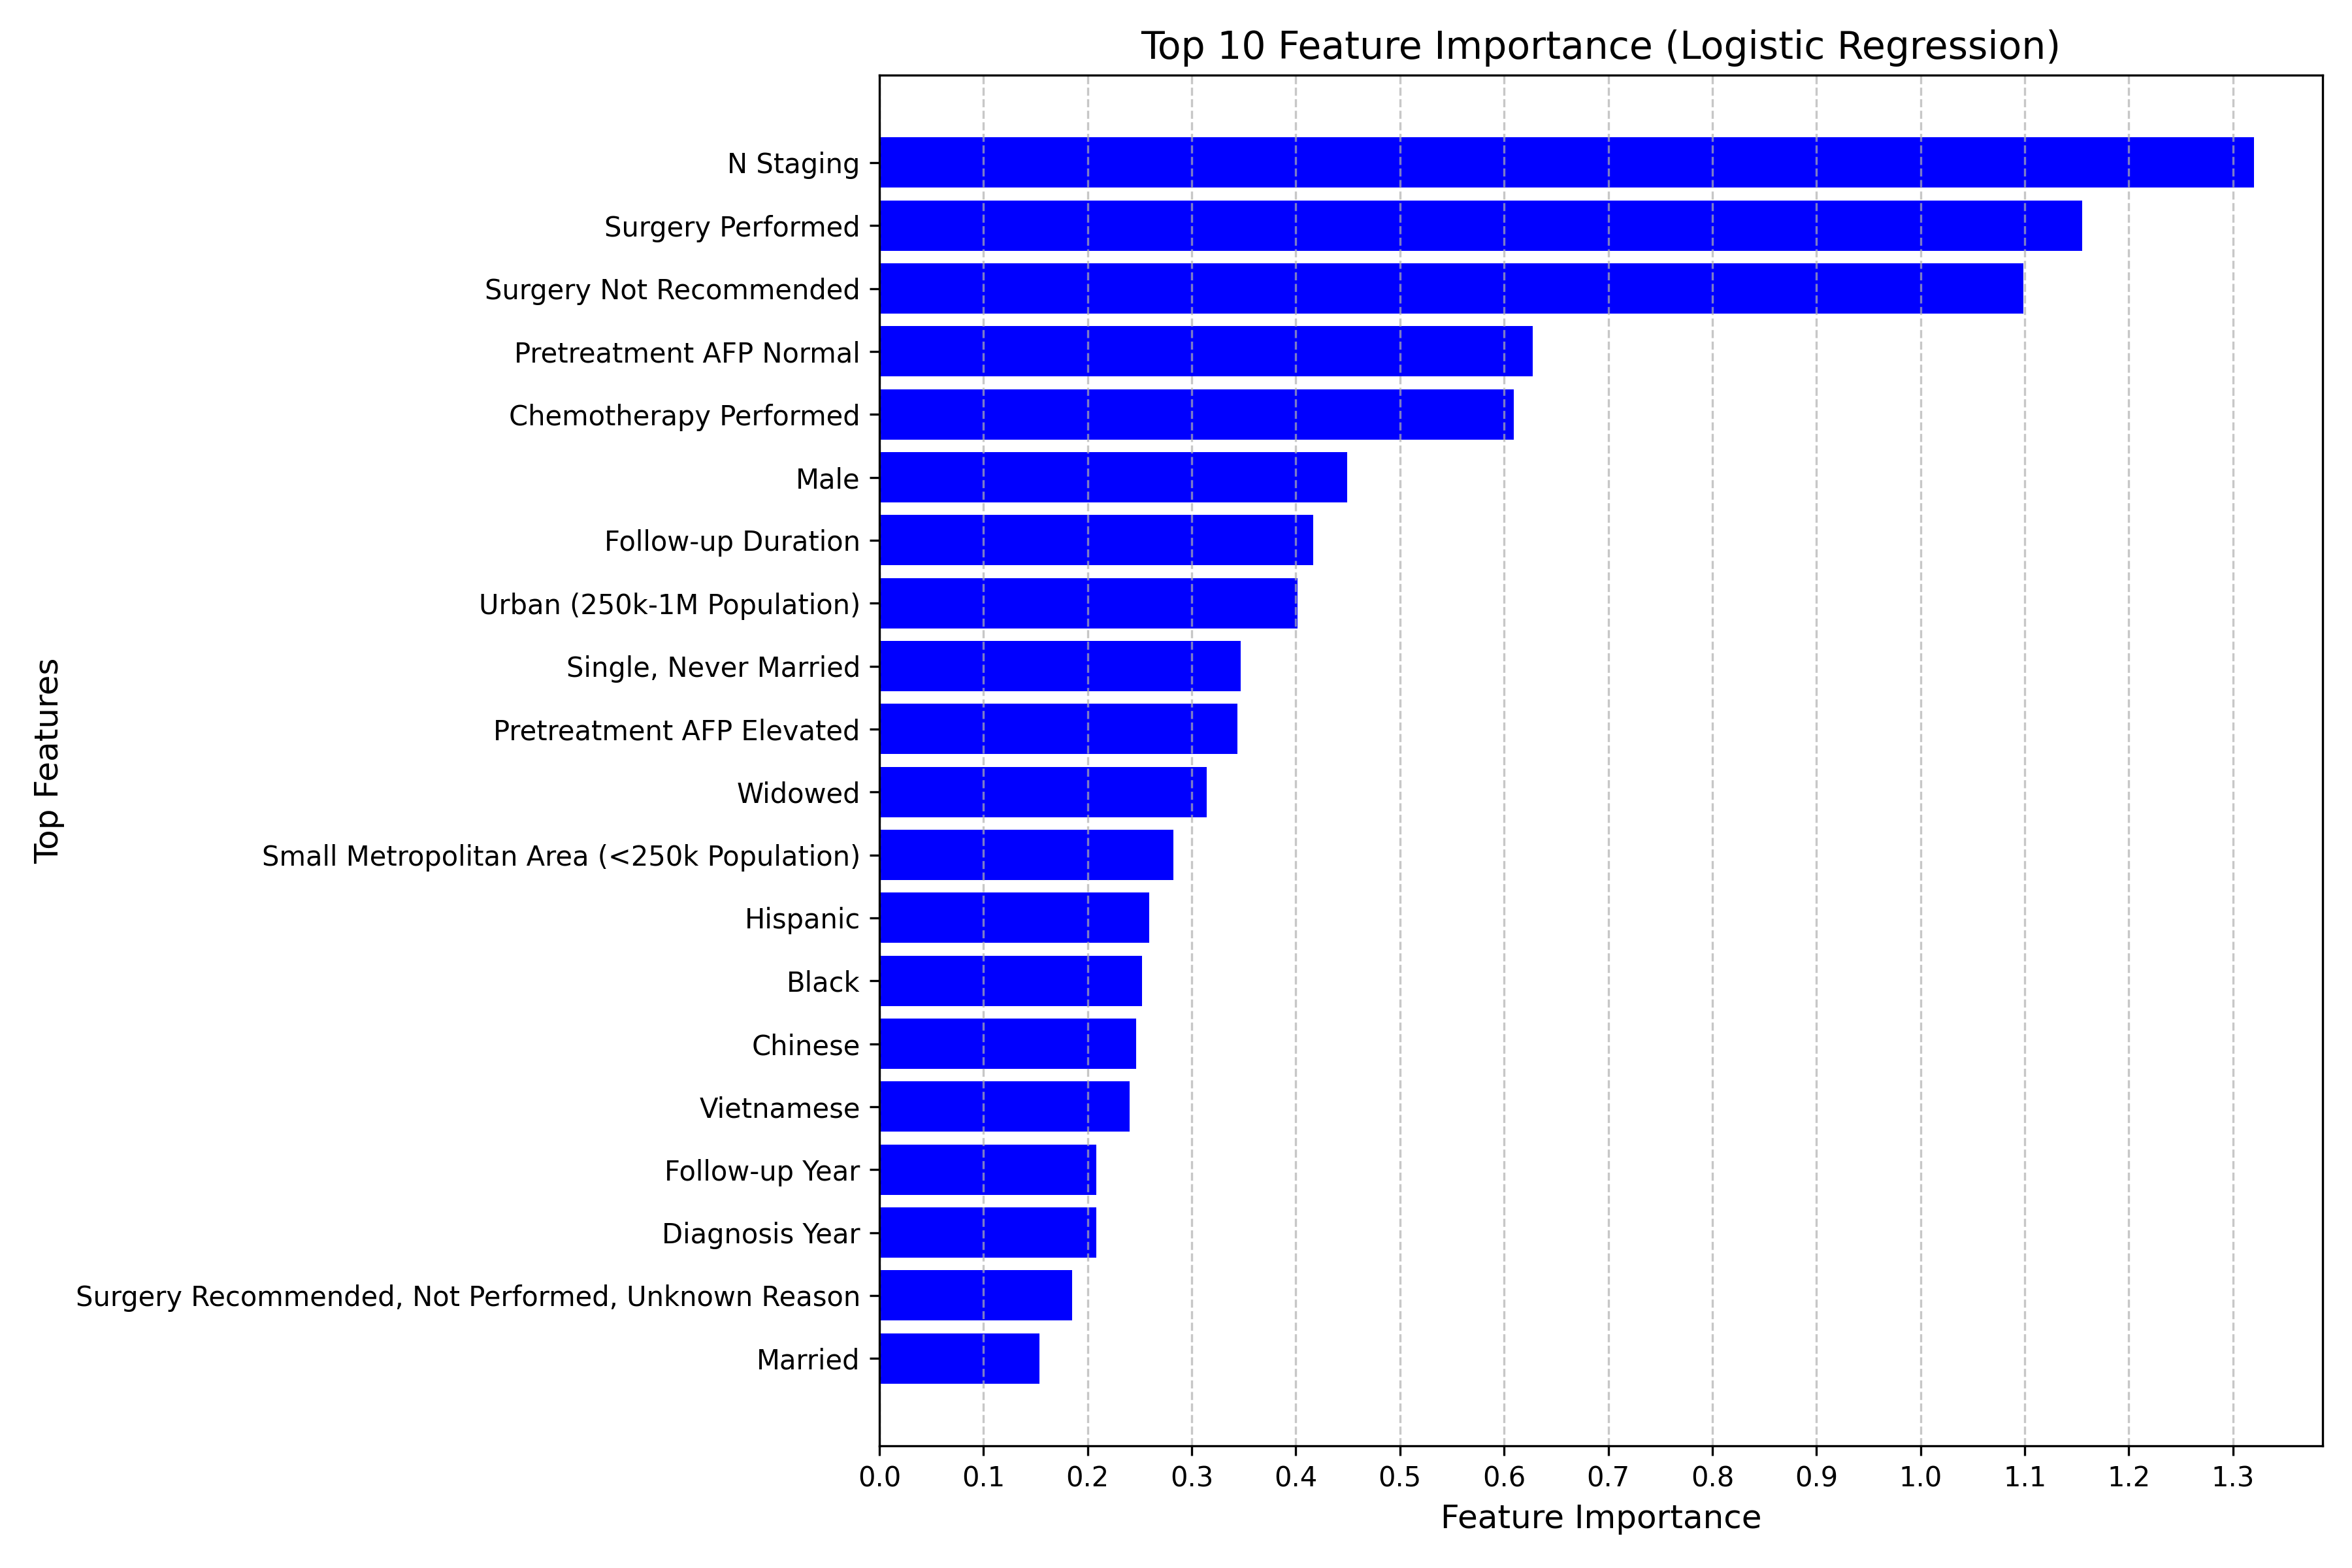 Top 10 Feature Importance (Logistic Regression)
Top Features
N Staging
Surgery Performed
Surgery Not Recommended
Pretreatment AFP Normal
Chemotherapy Performed
Male
Follow-up Duration
Urban (250k-1M Population)
Single, Never Married
Pretreatment AFP Elevated
Widowed
Small Metropolitan Area (<250k Population)
Hispanic
Black
Chinese
Vietnamese
Follow-up Year
Diagnosis Year
Surgery Recommended, Not Performed, Unknown Reason
Married
0.0 0.1 0.2 0.3 0.4 0.5 0.6 0.7 0.8 0.9 1.0 1.1 1.2 1.3
Feature Importance